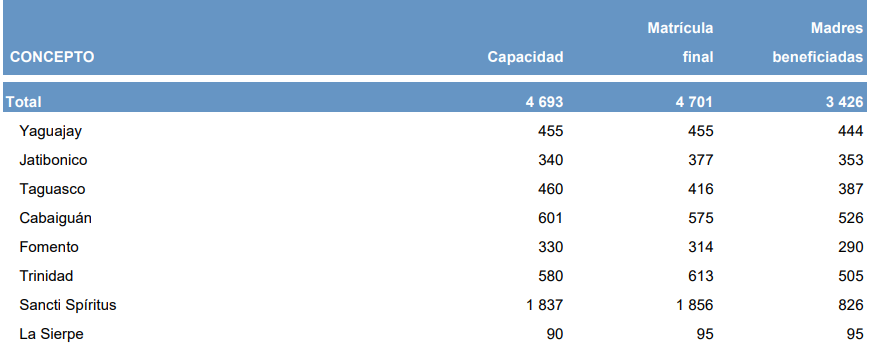 Matrícula Madres
CONCEPTO Capacidad final beneficiadas
Total 4 693 4 701 3 426
Yaguajay 455 455 444
Jatibonico 340 377 353
Taguasco 460 416 387
Cabaiguán 601 575 526
Fomento 330 314 290
Trinidad 580 613 505
Sancti Spíritus 1 837 1 856 826
La Sierpe 90 95 95